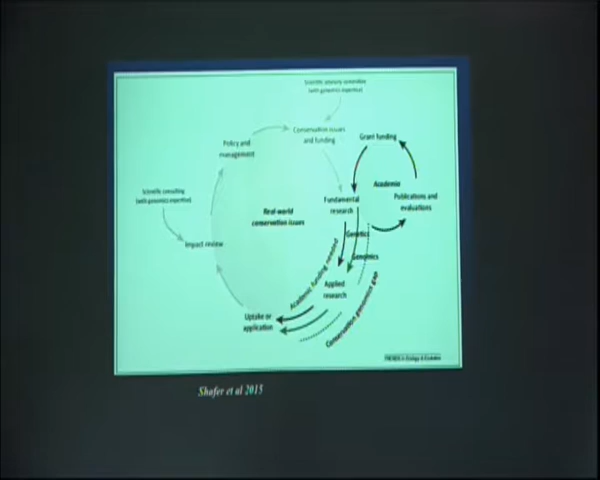 Scientific advisory committee
(with genomics expertise)
Conservation issues
and funding
Grant funding
Policy and
management
Academia
Scientific consulting
(with genomics expertise)
Publications and
evaluations
Fundamental
research
Real-world
conservation issues
Genetics
Impact review
Genomics
Academic funding needed
Applied
research
Conservation genomics gap
Uptake or
application
TRENDS in Ecology & Evolution
Shafer et al 2015